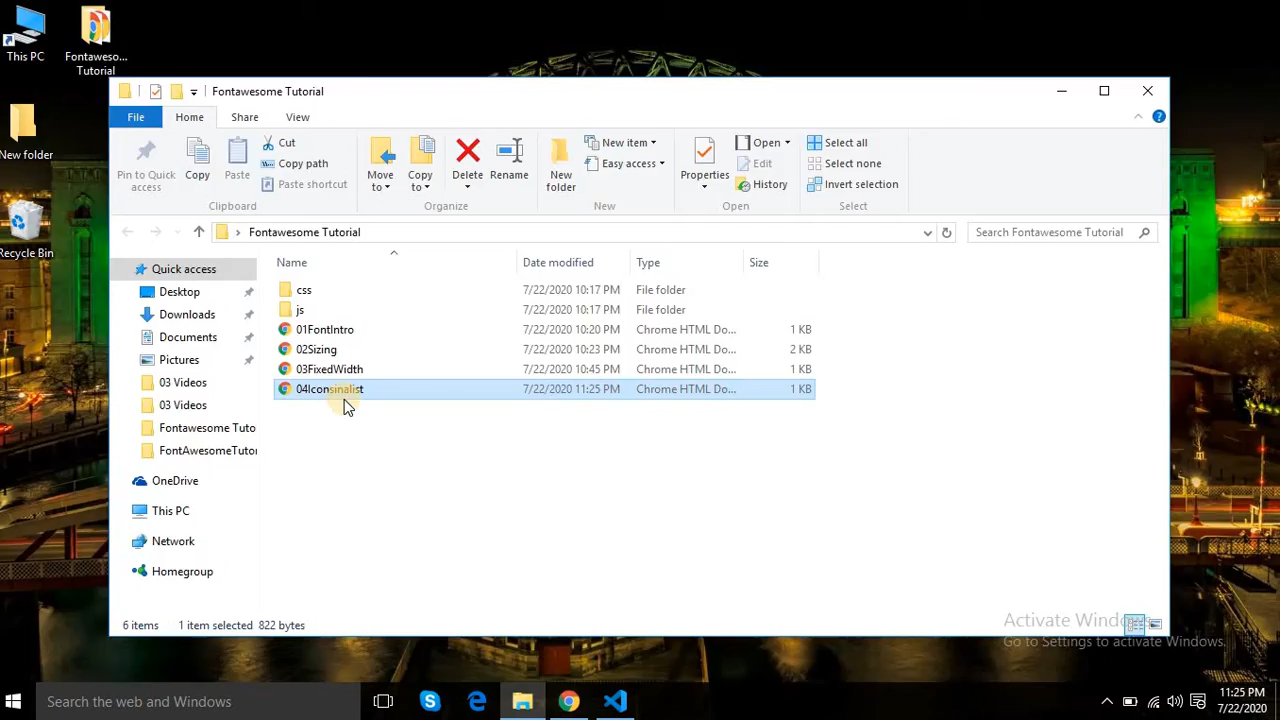 This PC
Fontaweso...
Tutorial
New folder
Recycle Bin
Fontawesome Tutorial
File
Home
Share
View
Pin to Quick
access
Copy
Paste
Cut
Copy path
Paste shortcut
Clipboard
Move
to
Copy
to
Delete
Rename
Organize
New
folder
New item
Easy access
New
Properties
Open
Edit
History
Open
Select all
Select none
Invert selection
Select
Fontawesome Tutorial
Search Fontawesome Tutorial
Name
Date modified
Type
Size
css 7/22/2020 10:17 PM File folder
js 7/22/2020 10:17 PM File folder
01FontIntro 7/22/2020 10:20 PM Chrome HTML Do... 1 KB
02Sizing 7/22/2020 10:23 PM Chrome HTML Do... 2 KB
03FixedWidth 7/22/2020 10:45 PM Chrome HTML Do... 1 KB
04Iconsinalist 7/22/2020 11:25 PM Chrome HTML Do... 1 KB
Quick access
Desktop
Downloads
Documents
Pictures
03 Videos
03 Videos
Fontawesome Tuto
FontAwesomeTutor
OneDrive
This PC
Network
Homegroup
6 items 1 item selected 822 bytes
Activate Windows
Go to Settings to activate Windows.
Search the web and Windows
11:25 PM
7/22/2020